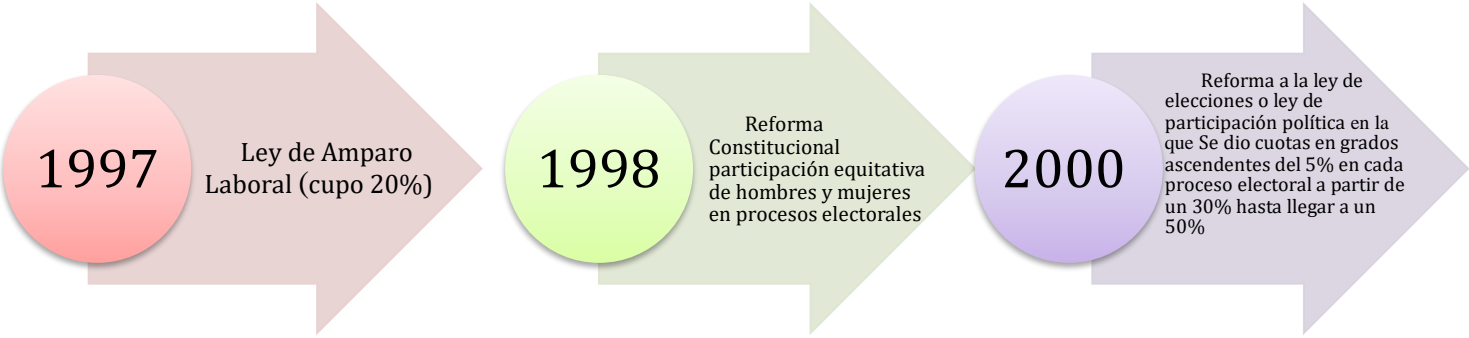 1997
Ley de Amparo
Laboral (cupo 20%)
1998
Reforma
Constitucional
participación equitativa
de hombres y mujeres
en procesos electorales
2000
Reforma a la ley de
elecciones o ley de
participación política en la
que Se dio cuotas en grados
ascendentes del 5% en cada
proceso electoral a partir de
un 30% hasta llegar a un
50%